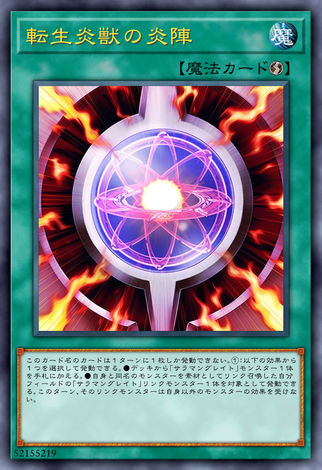 転生炎獣の炎陣
魔
【魔法カード】
このカード名のカードは1ターンに1枚しか発動できない。①:以下の効果から
1つを選択して発動できる。●デッキから「サラマングレイト」モンスター1体
を手札に加える。●自身と同名のモンスターを素材としてリンク召喚した自分
フィールドの「サラマングレイト」リンクモンスター1体を対象として発動でき
る。このターン、そのリンクモンスターは自身以外のモンスターの効果を受けな
い。
52155219